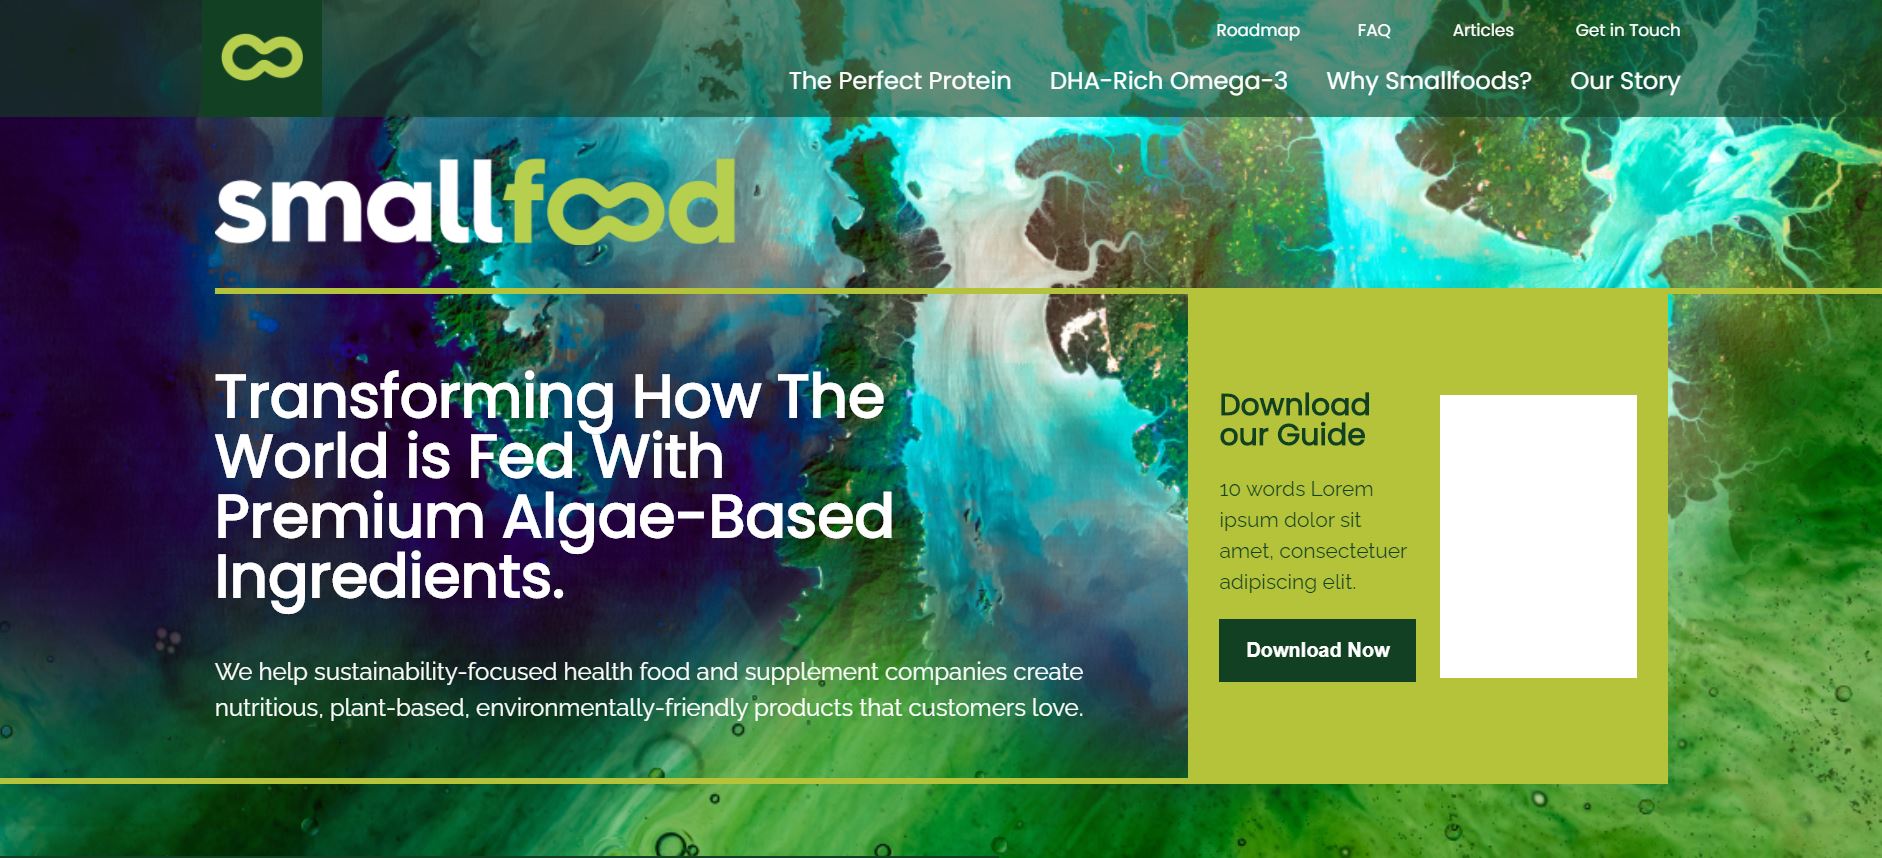 Roadmap FAQ Articles Get in Touch
The Perfect Protein DHA-Rich Omega-3 Why Smallfoods? Our Story
smallfood
Transforming How The
World is Fed With
Premium Algae-Based
Ingredients.
We help sustainability-focused health food and supplement companies create
nutritious, plant-based, environmentally-friendly products that customers love.
Download
our Guide
10 words Lorem
ipsum dolor sit
amet, consectetuer
adipiscing elit.
Download Now